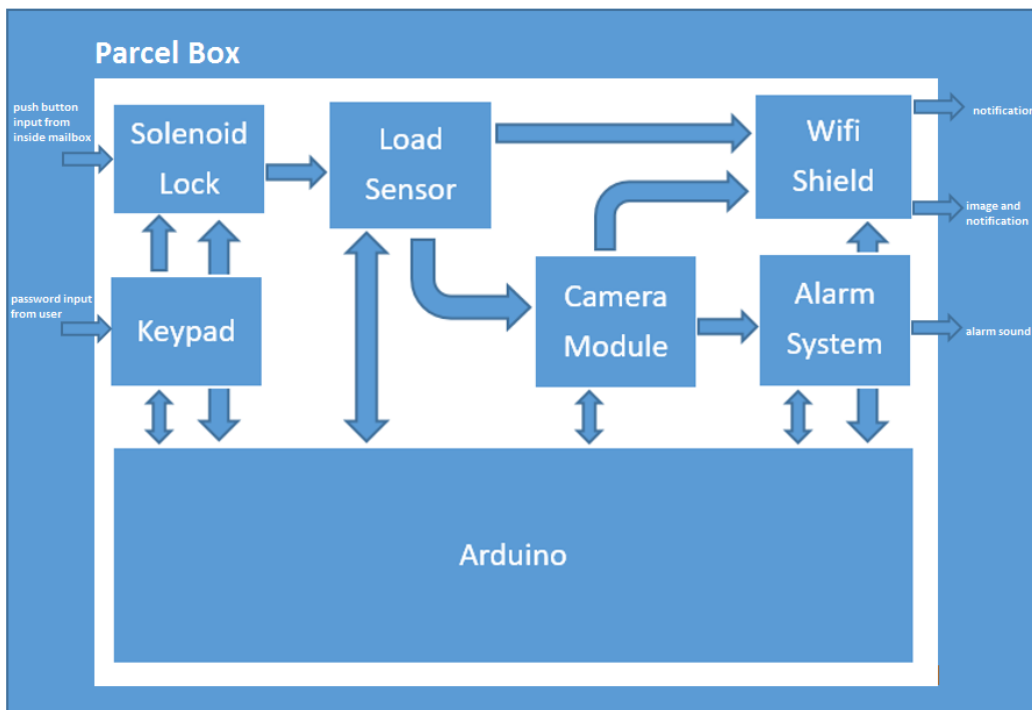 Parcel Box
push button
input from
inside mailbox
Solenoid
Lock
Load
Sensor
Wifi
Shield
notification
image and
notification
password input
from user
Keypad
Camera
Module
Alarm
System
alarm sound
Arduino